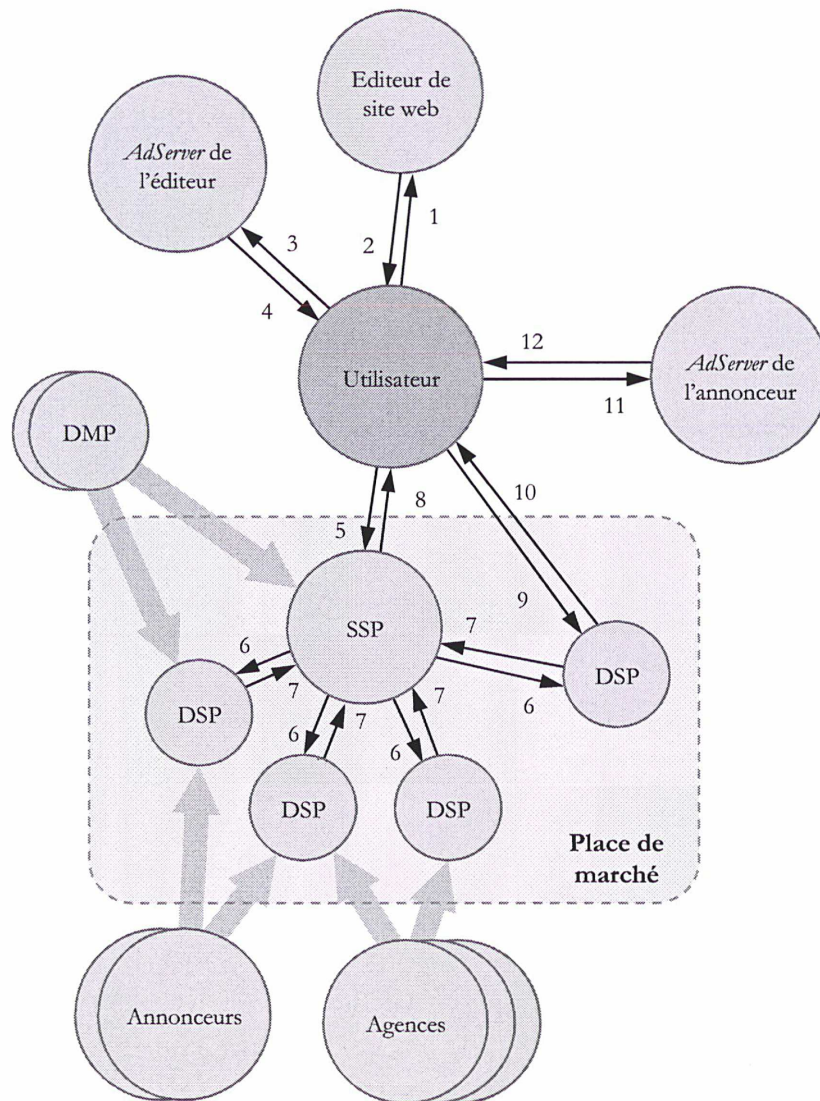 Editeur de
site web
AdServer de
l'éditeur
1
2
3
4
12
Utilisateur
AdServer de
l'annonceur
11
DMP
10
8
5
9
SSP
7
6
DSP
6
7
DSP
6
7
6
7
DSP
DSP
Place de
marché
Annonceurs
Agences